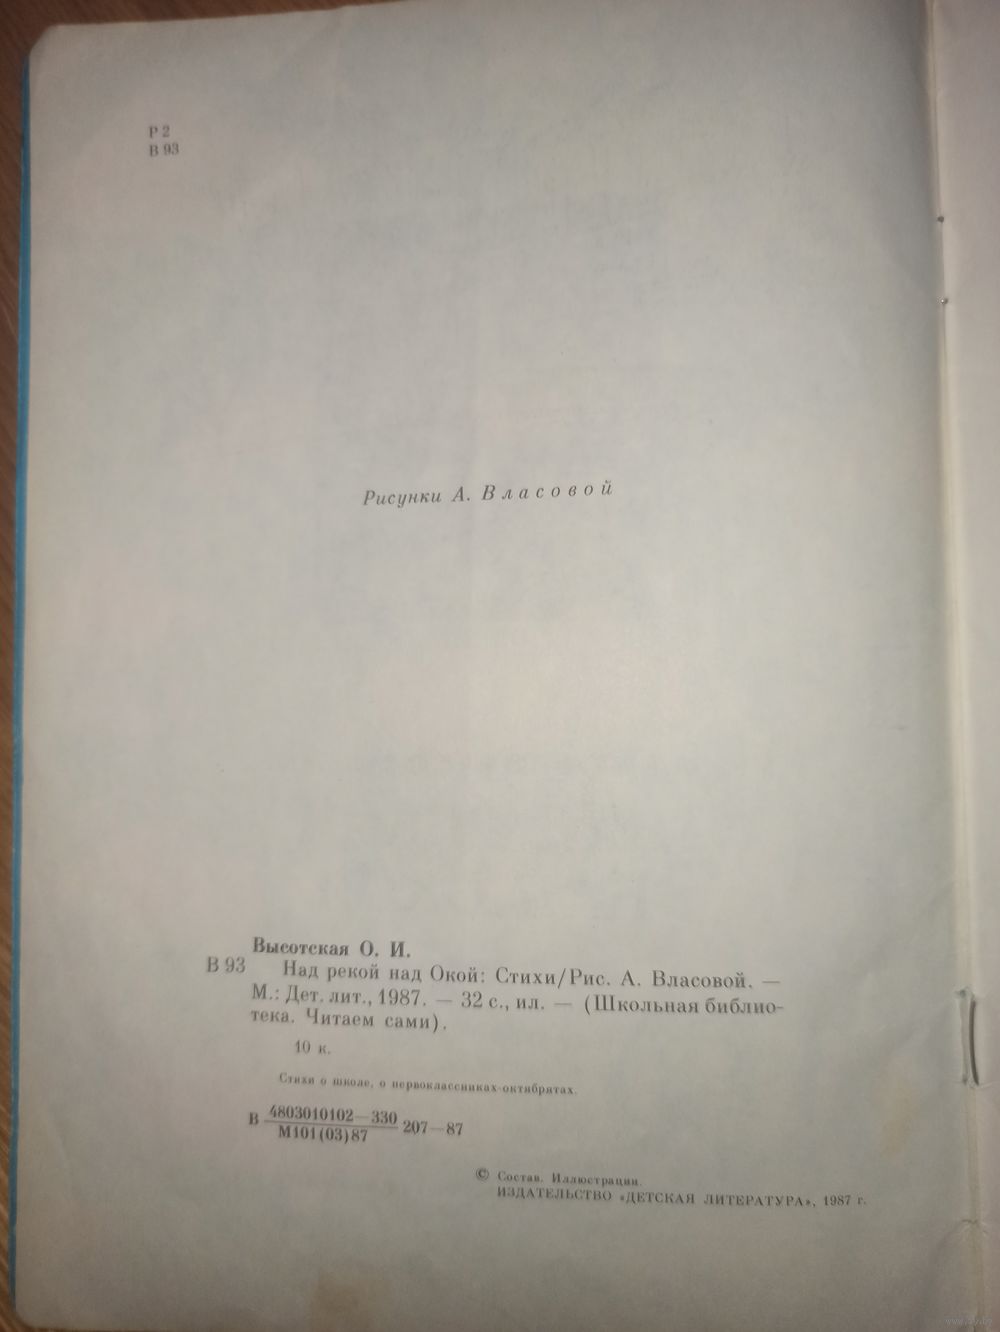 Р 2
В 93
Рисунки А. Власовой
Высотская О. И.
В 93 Над рекой над Окой: Стихи/Рис. А. Власовой. —
М.: Дет. лит., 1987. — 32 с., ил. — (Школьная библио-
тека. Читаем сами).
10 к.
Стихи о школе, о первоклассниках-октябрятах.
В 4803010102—330 207—87
М101(03)87
© Состав. Иллюстрации.
ИЗДАТЕЛЬСТВО «ДЕТСКАЯ ЛИТЕРАТУРА», 1987 г.